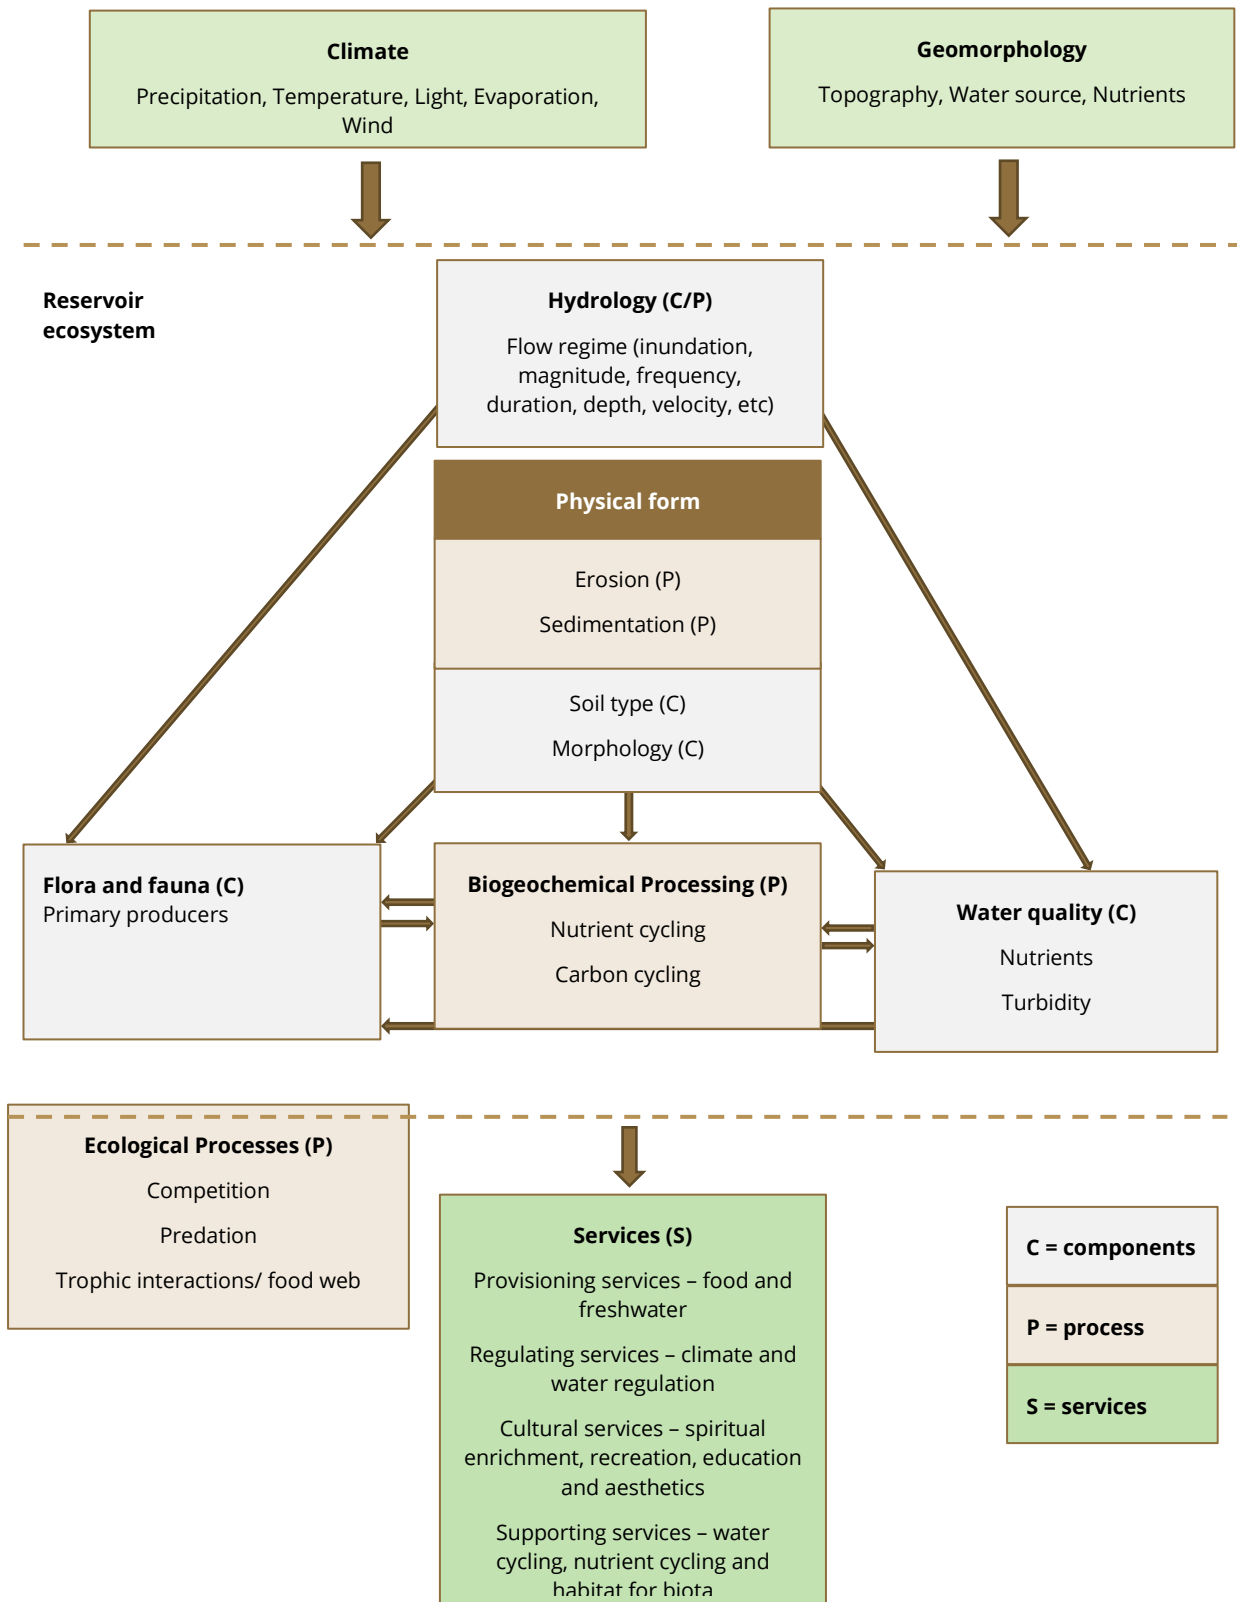 Climate
Precipitation, Temperature, Light, Evaporation,
Wind
Geomorphology
Topography, Water source, Nutrients
Reservoir
ecosystem
Hydrology (C/P)
Flow regime (inundation,
magnitude, frequency,
duration, depth, velocity, etc)
Physical form
Erosion (P)
Sedimentation (P)
Soil type (C)
Morphology (C)
Flora and fauna (C)
Primary producers
Biogeochemical Processing (P)
Nutrient cycling
Carbon cycling
Water quality (C)
Nutrients
Turbidity
Ecological Processes (P)
Competition
Predation
Trophic interactions/ food web
Services (S)
Provisioning services – food and
freshwater
Regulating services – climate and
water regulation
Cultural services – spiritual
enrichment, recreation, education
and aesthetics
Supporting services – water
cycling, nutrient cycling and
habitat for biota
C = components
P = process
S = services